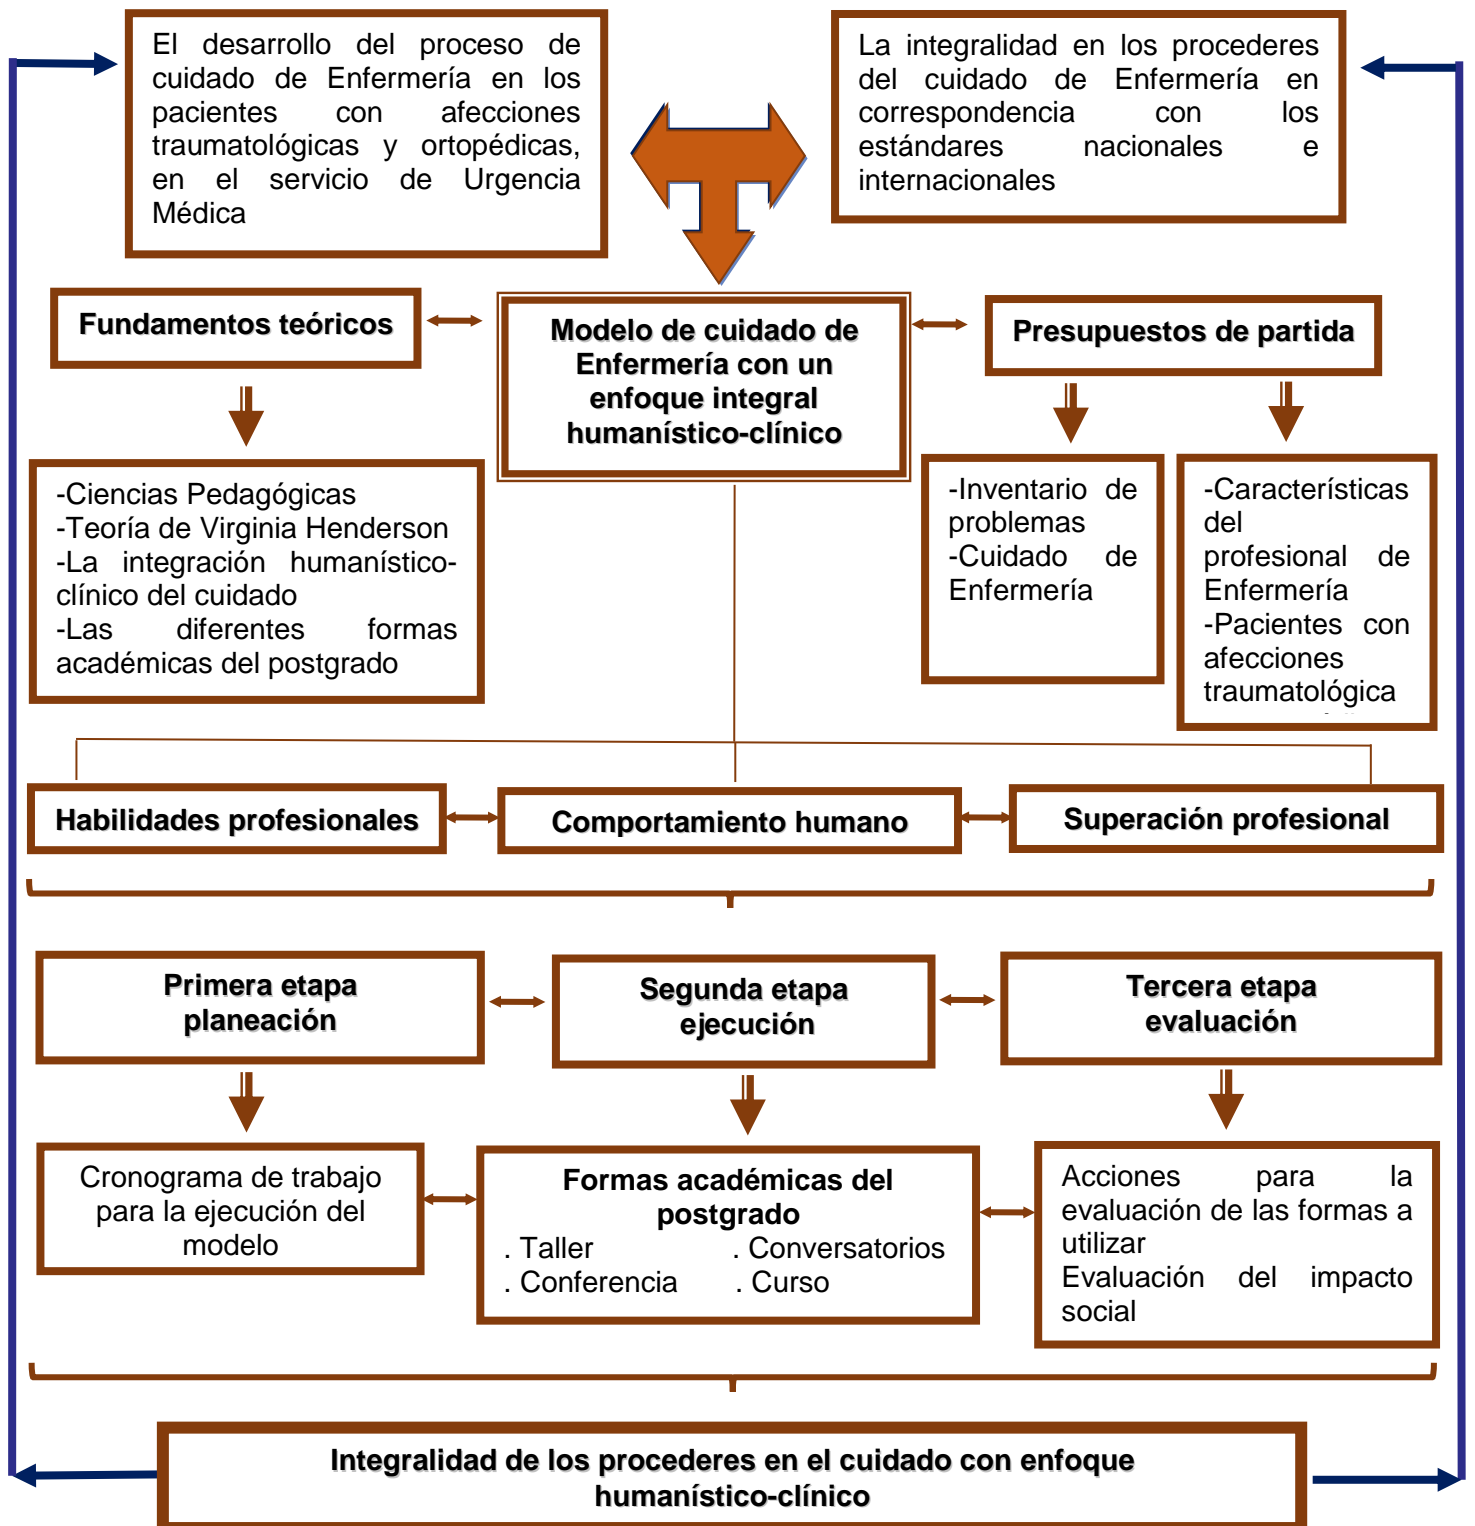 El desarrollo del proceso de
cuidado de Enfermería en los
pacientes con afecciones
traumatológicas y ortopédicas,
en el servicio de Urgencia
Médica
La integralidad en los procederes
del cuidado de Enfermería en
correspondencia con los
estándares nacionales e
internacionales
Fundamentos teóricos
Modelo de cuidado de
Enfermería con un
enfoque integral
humanístico-clínico
Presupuestos de partida
-Ciencias Pedagógicas
-Teoría de Virginia Henderson
-La integración humanístico-
clínico del cuidado
-Las diferentes formas
académicas del postgrado
-Inventario de
problemas
-Cuidado de
Enfermería
-Características
del
profesional de
Enfermería
-Pacientes con
afecciones
traumatológica
Habilidades profesionales
Comportamiento humano
Superación profesional
Primera etapa
planeación
Segunda etapa
ejecución
Tercera etapa
evaluación
Cronograma de trabajo
para la ejecución del
modelo
Formas académicas del
postgrado
. Taller . Conversatorios
. Conferencia . Curso
Acciones para la
evaluación de las formas a
utilizar
Evaluación del impacto
social
Integralidad de los procederes en el cuidado con enfoque
humanístico-clínico